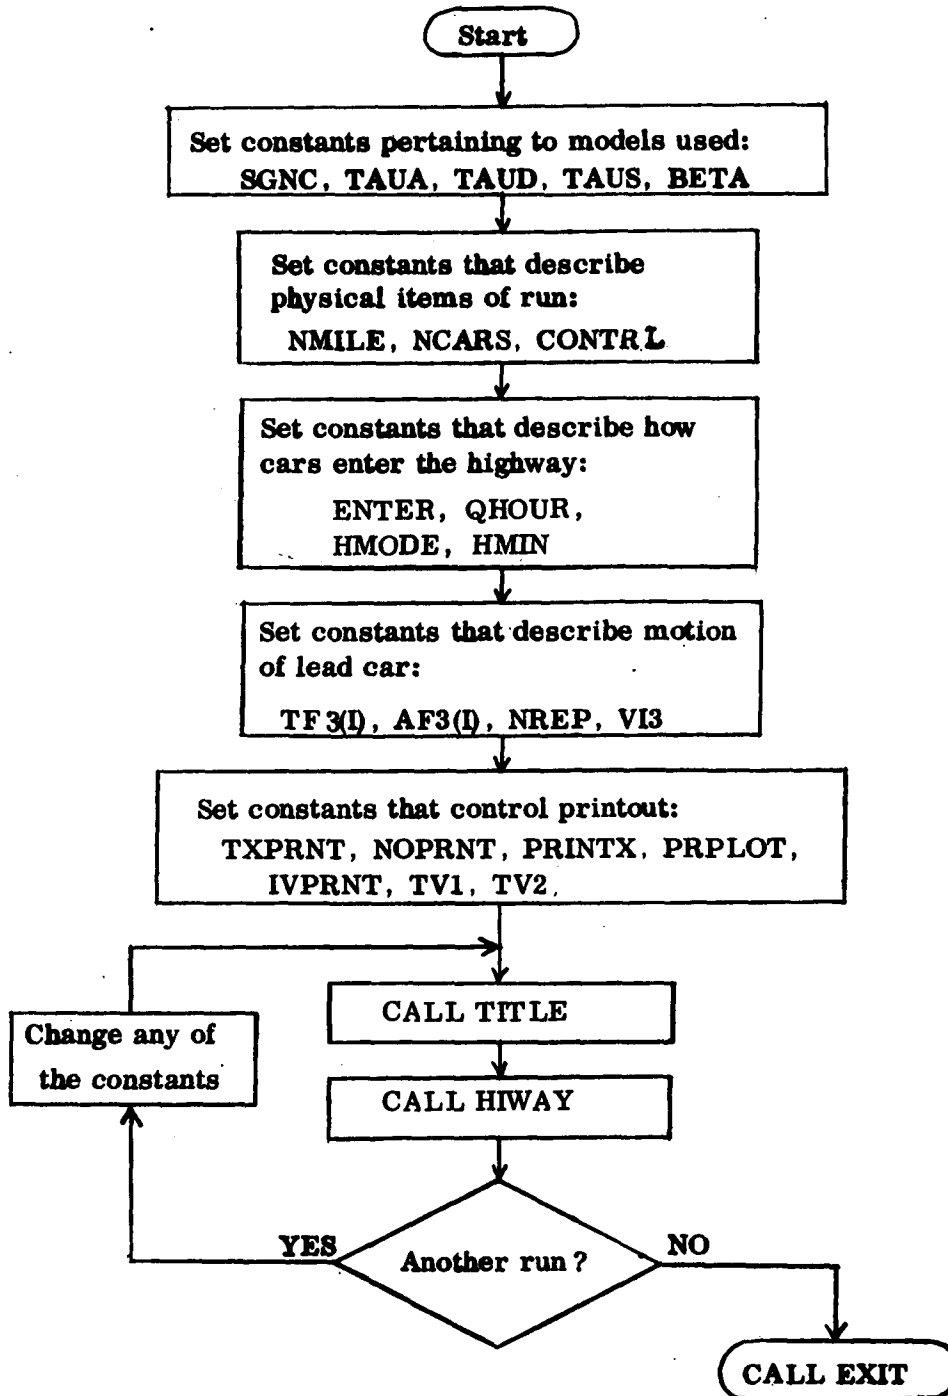 Start
Set constants pertaining to models used:
SGNC, TAUA, TAUD, TAUS, BETA
Set constants that describe
physical items of run:
NMILE, NCARS, CONTRL
Set constants that describe how
cars enter the highway:
ENTER, QHOUR,
HMODE, HMIN
Set constants that describe motion
of lead car:
TF3(I), AF3(I), NREP, VI3
Set constants that control printout:
TXPRNT, NOPRNT, PRINTX, PRPLOT,
IVPRNT, TV1, TV2.
CALL TITLE
Change any of
the constants
CALL HIWAY
YES
Another run?
NO
CALL EXIT